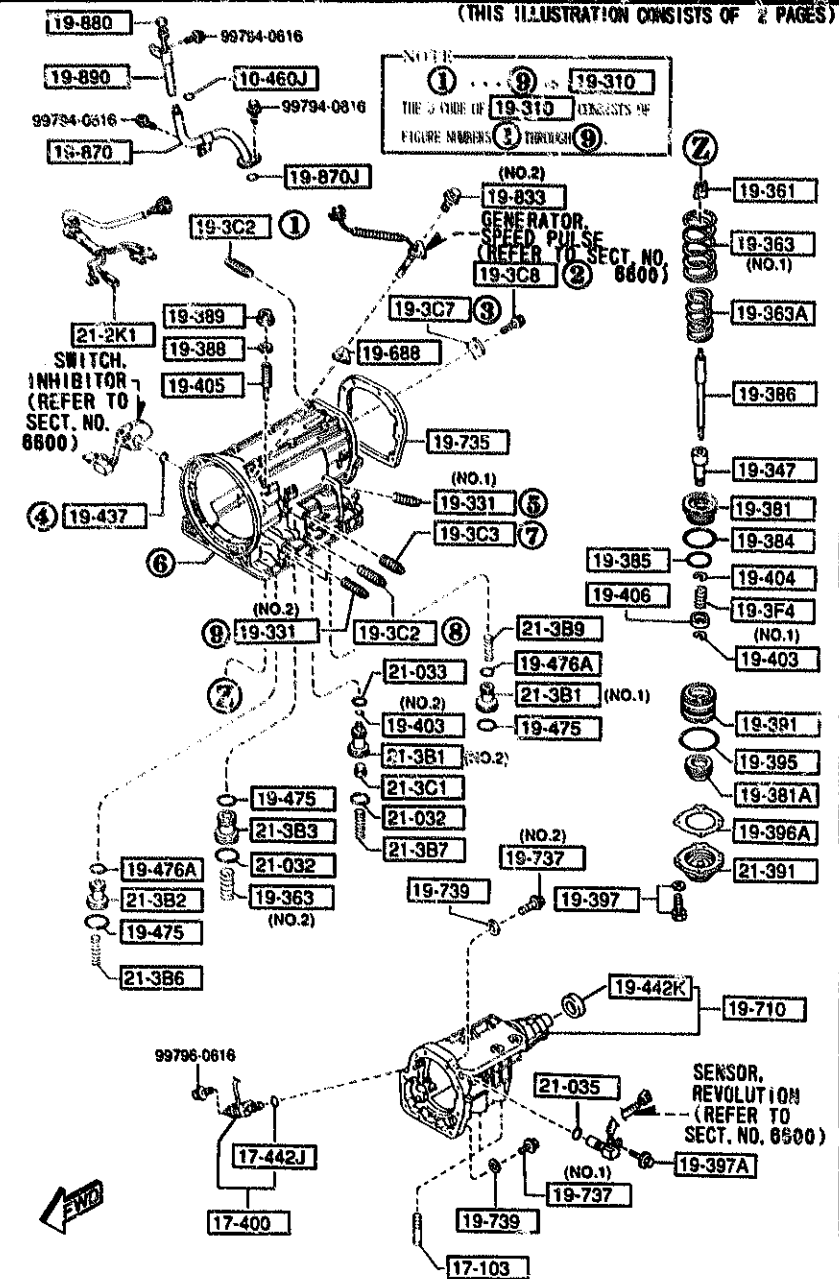 (THIS ILLUSTRATION CONSISTS OF 2 PAGES)
19-880
99764-0616
19-890
10-460J
99794-0816
99794-0616
19-870
19-870J
NOTE
① ··· ⑨ = 19-310
THE CODE OF 19-310 CONSISTS OF
FIGURE NUMBERS ① THROUGH ⑨.
Z
19-361
19-363
(NO.1)
19-363A
19-386
19-347
19-381
19-384
19-385
19-404
19-406
19-3F4
(NO.1)
19-403
19-391
19-395
19-381A
19-396A
21-391
19-397
(NO.2)
19-833
GENERATOR,
SPEED PULSE
(REFER TO SECT. NO.
6600)
19-3C2 ①
19-3C8 ②
19-3C7 ③
21-2K1
19-389
19-388
19-405
19-688
SWITCH,
INHIBITOR
(REFER TO
SECT. NO.
6600)
19-735
④ 19-437
(NO.1)
19-331 ⑤
19-3C3 ⑦
⑥
(NO.2)
⑨ 19-331
19-3C2 ⑧
21-3B9
Z
21-033
19-476A
(NO.2)
19-403
21-3B1 (NO.1)
19-475
21-3B1 (NO.2)
19-475
21-3C1
21-3B3
21-032
21-032
21-3B7
19-476A
19-363
(NO.2)
21-3B2
19-475
21-3B6
(NO.2)
19-737
19-739
19-442K
19-710
99796-0616
21-035
SENSOR,
REVOLUTION
(REFER TO
SECT. NO. 6600)
17-442J
19-397A
17-400
(NO.1)
19-737
19-739
17-103
FWD